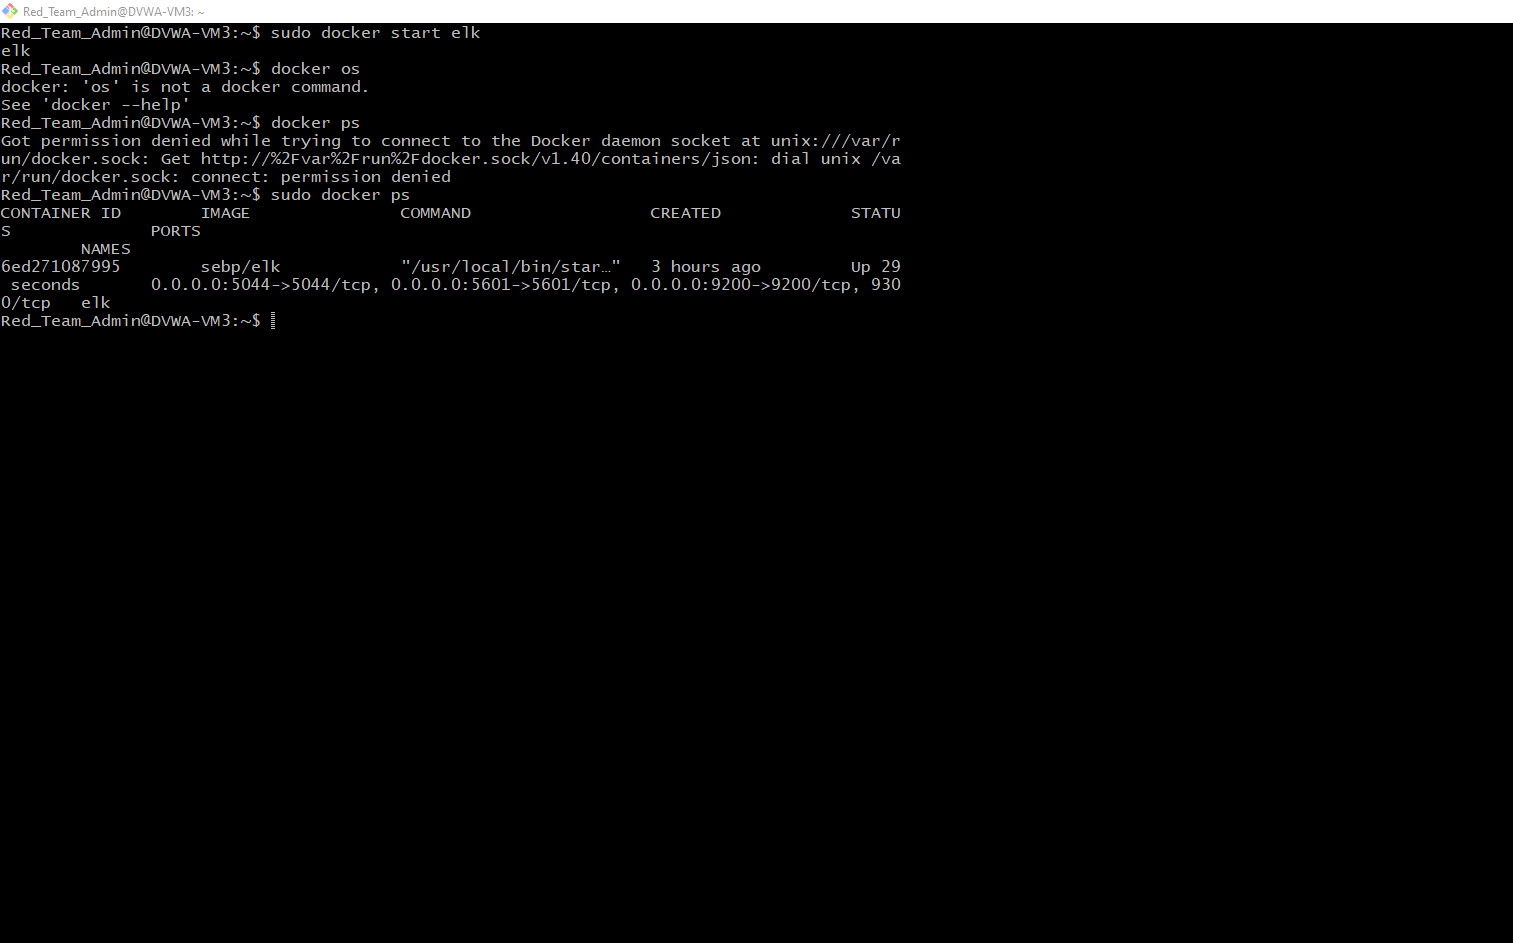 Red_Team_Admin@DVWA-VM3: ~
Red_Team_Admin@DVWA-VM3:~$ sudo docker start elk
elk
Red_Team_Admin@DVWA-VM3:~$ docker os
docker: 'os' is not a docker command.
See 'docker --help'
Red_Team_Admin@DVWA-VM3:~$ docker ps
Got permission denied while trying to connect to the Docker daemon socket at unix:///var/r
un/docker.sock: Get http://%2Fvar%2Frun%2Fdocker.sock/v1.40/containers/json: dial unix /va
r/run/docker.sock: connect: permission denied
Red_Team_Admin@DVWA-VM3:~$ sudo docker ps
CONTAINER ID        IMAGE               COMMAND                  CREATED             STATU
S              PORTS
        NAMES
6ed271087995        sebp/elk            "/usr/local/bin/star…"   3 hours ago         Up 29
 seconds       0.0.0.0:5044->5044/tcp, 0.0.0.0:5601->5601/tcp, 0.0.0.0:9200->9200/tcp, 930
0/tcp   elk
Red_Team_Admin@DVWA-VM3:~$